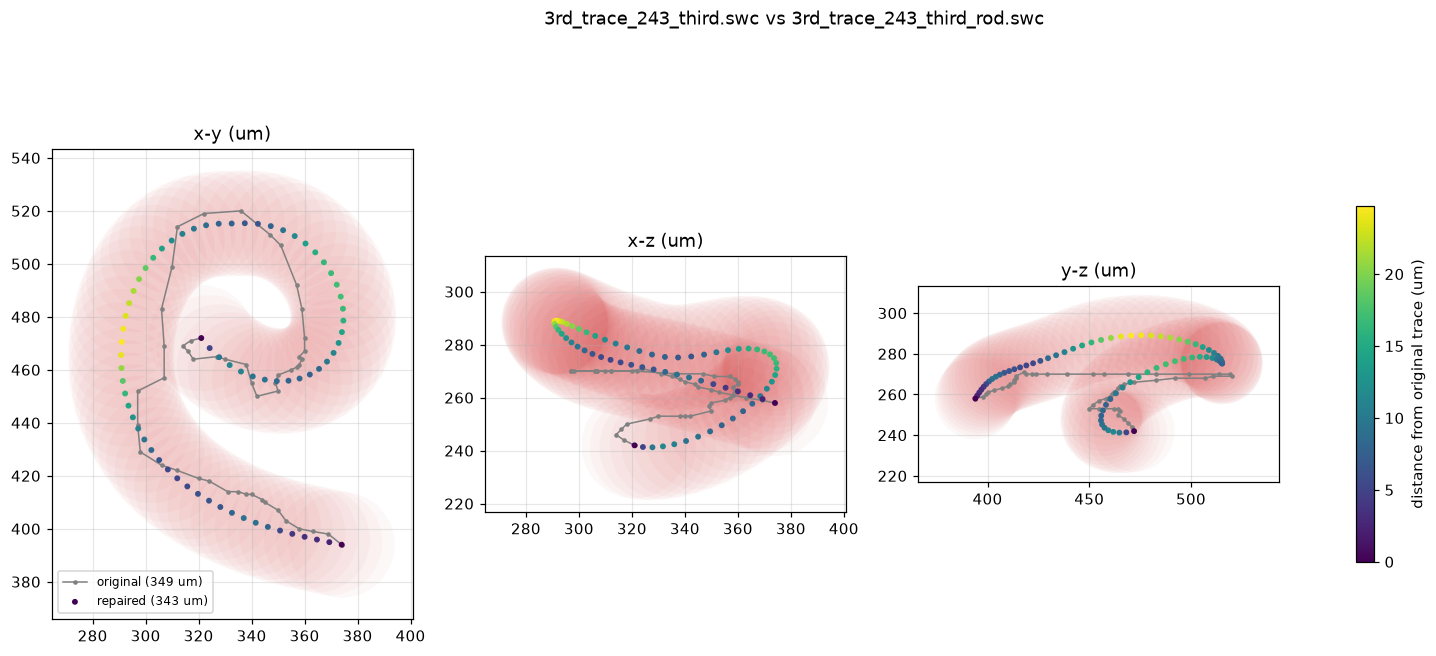 3rd_trace_243_third.swc vs 3rd_trace_243_third_rod.swc
x-y (um)
540
520
500
480
460
440
420
400
380
280 300 320 340 360 380 400
original (349 um)
repaired (343 um)
x-z (um)
300
280
260
240
220
280 300 320 340 360 380 400
y-z (um)
300
280
260
240
220
400 450 500
20
15
10
5
0
distance from original trace (um)